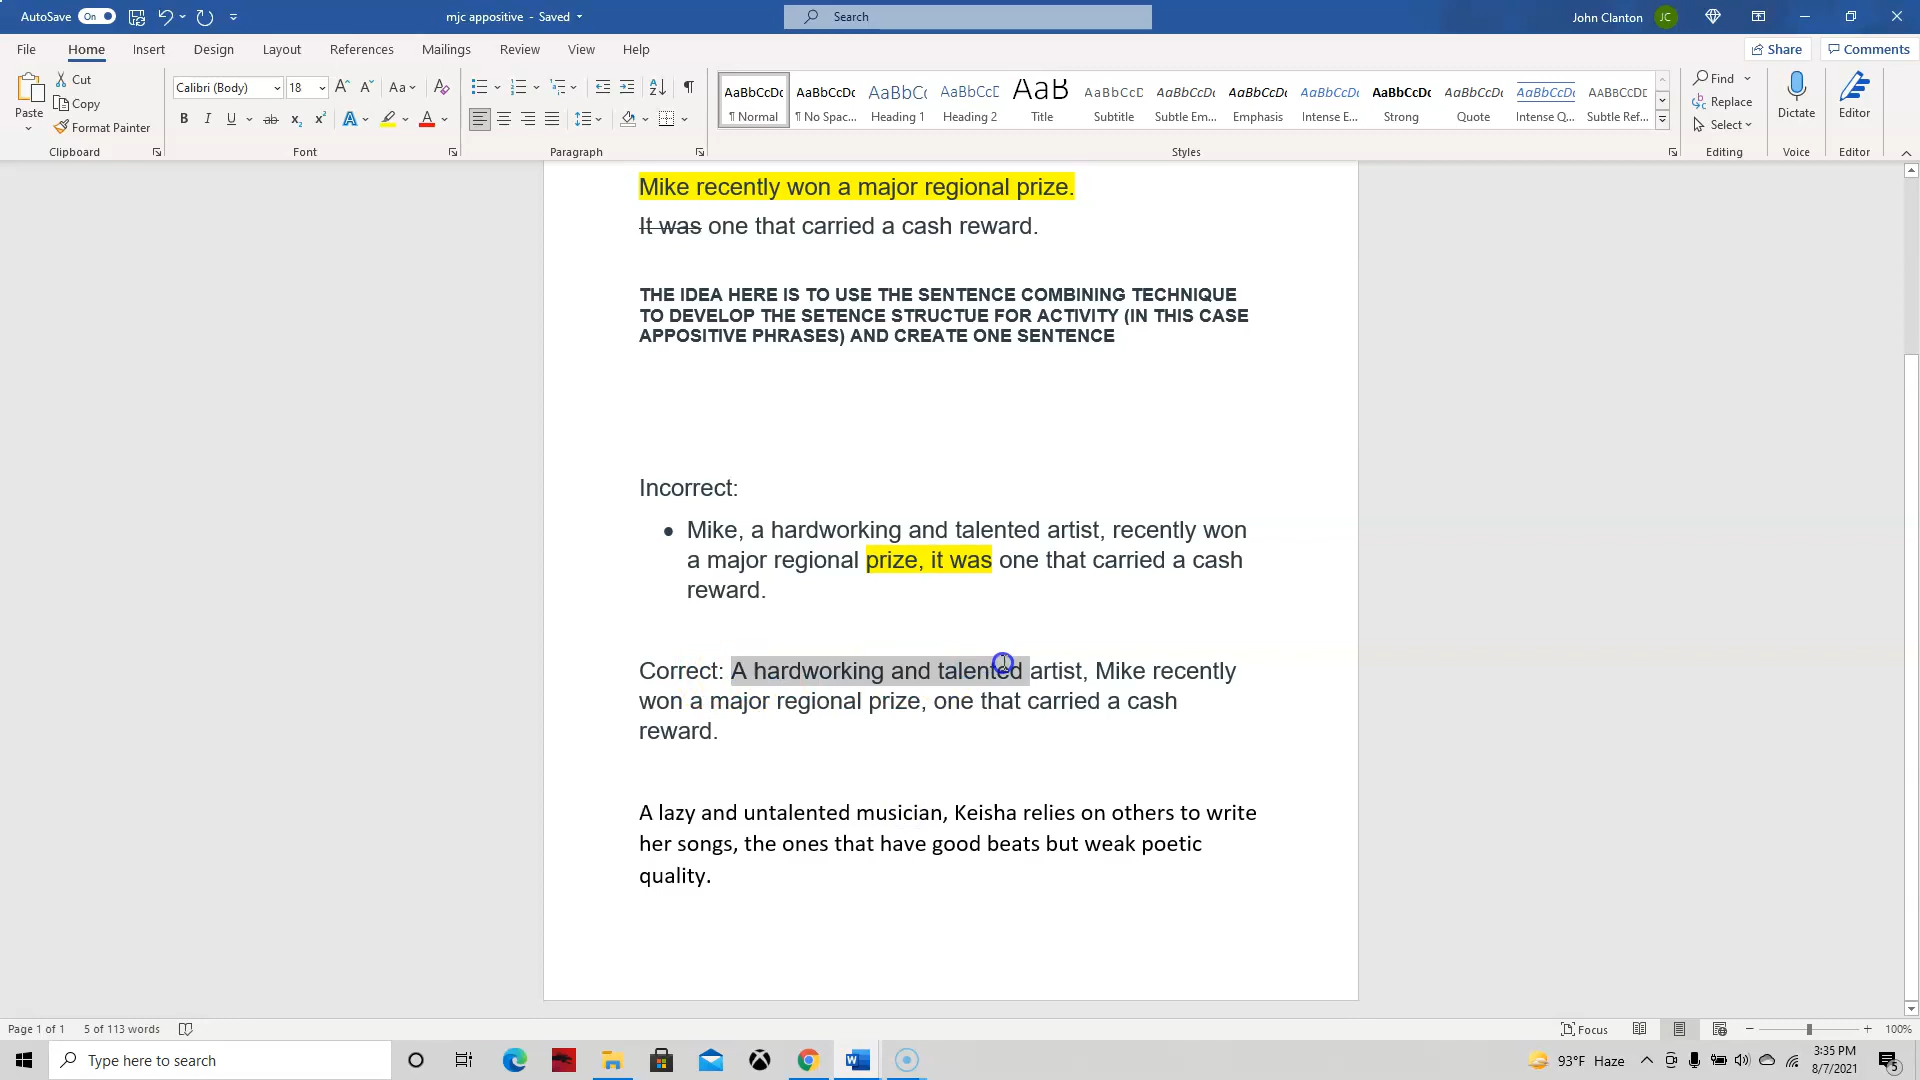 AutoSave On mjc appositive - Saved Search John Clanton JC
File Home Insert Design Layout References Mailings Review View Help Share Comments
Paste Cut Copy Format Painter
Calibri (Body) 18
AaBbCcDc AaBbCcDc AaBbCc AaBbCcD AaB AaBbCcD AaBbCcDc AaBbCcDc AaBbCcDc AaBbCcDc AaBbCcDc AaBbCcDc AaBbCcDc
¶ Normal ¶ No Spac... Heading 1 Heading 2 Title Subtitle Subtle Em... Emphasis Intense E... Strong Quote Intense Q... Subtle Ref...
Find Replace Select Dictate Editor
Clipboard Font Paragraph Styles Editing Voice Editor
Mike recently won a major regional prize.
It was one that carried a cash reward.
THE IDEA HERE IS TO USE THE SENTENCE COMBINING TECHNIQUE
TO DEVELOP THE SETENCE STRUCTUE FOR ACTIVITY (IN THIS CASE
APPOSITIVE PHRASES) AND CREATE ONE SENTENCE
Incorrect:
• Mike, a hardworking and talented artist, recently won
a major regional prize, it was one that carried a cash
reward.
Correct: A hardworking and talented artist, Mike recently
won a major regional prize, one that carried a cash
reward.
A lazy and untalented musician, Keisha relies on others to write
her songs, the ones that have good beats but weak poetic
quality.
Page 1 of 1 5 of 113 words Focus 100%
Type here to search 93°F Haze 3:35 PM
8/7/2021 5